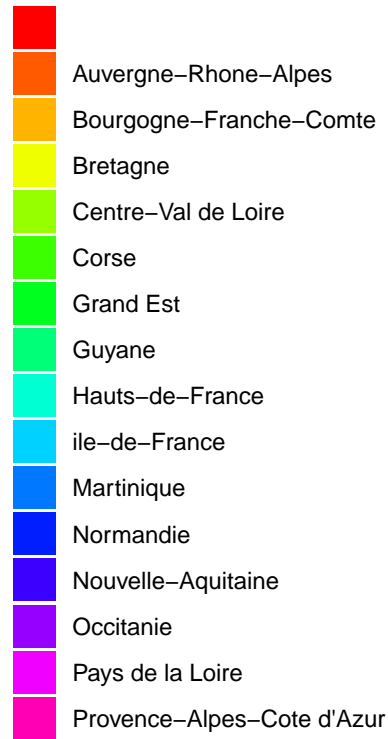 Auvergne−Rhone−Alpes
Bourgogne−Franche−Comte
Bretagne
Centre−Val de Loire
Corse
Grand Est
Guyane
Hauts−de−France
ile−de−France
Martinique
Normandie
Nouvelle−Aquitaine
Occitanie
Pays de la Loire
Provence−Alpes−Cote d'Azur